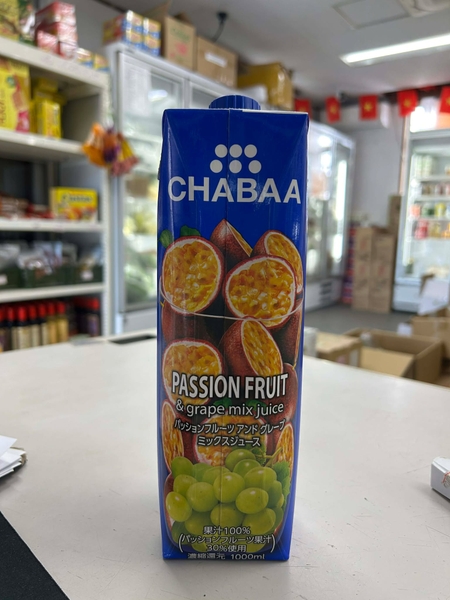 CHABAA
PASSION FRUIT
& grape mix juice
パッションフルーツ アンド グレープ
ミックスジュース
果汁100%
(パッションフルーツ果汁
30%使用)
濃縮還元 1000ml